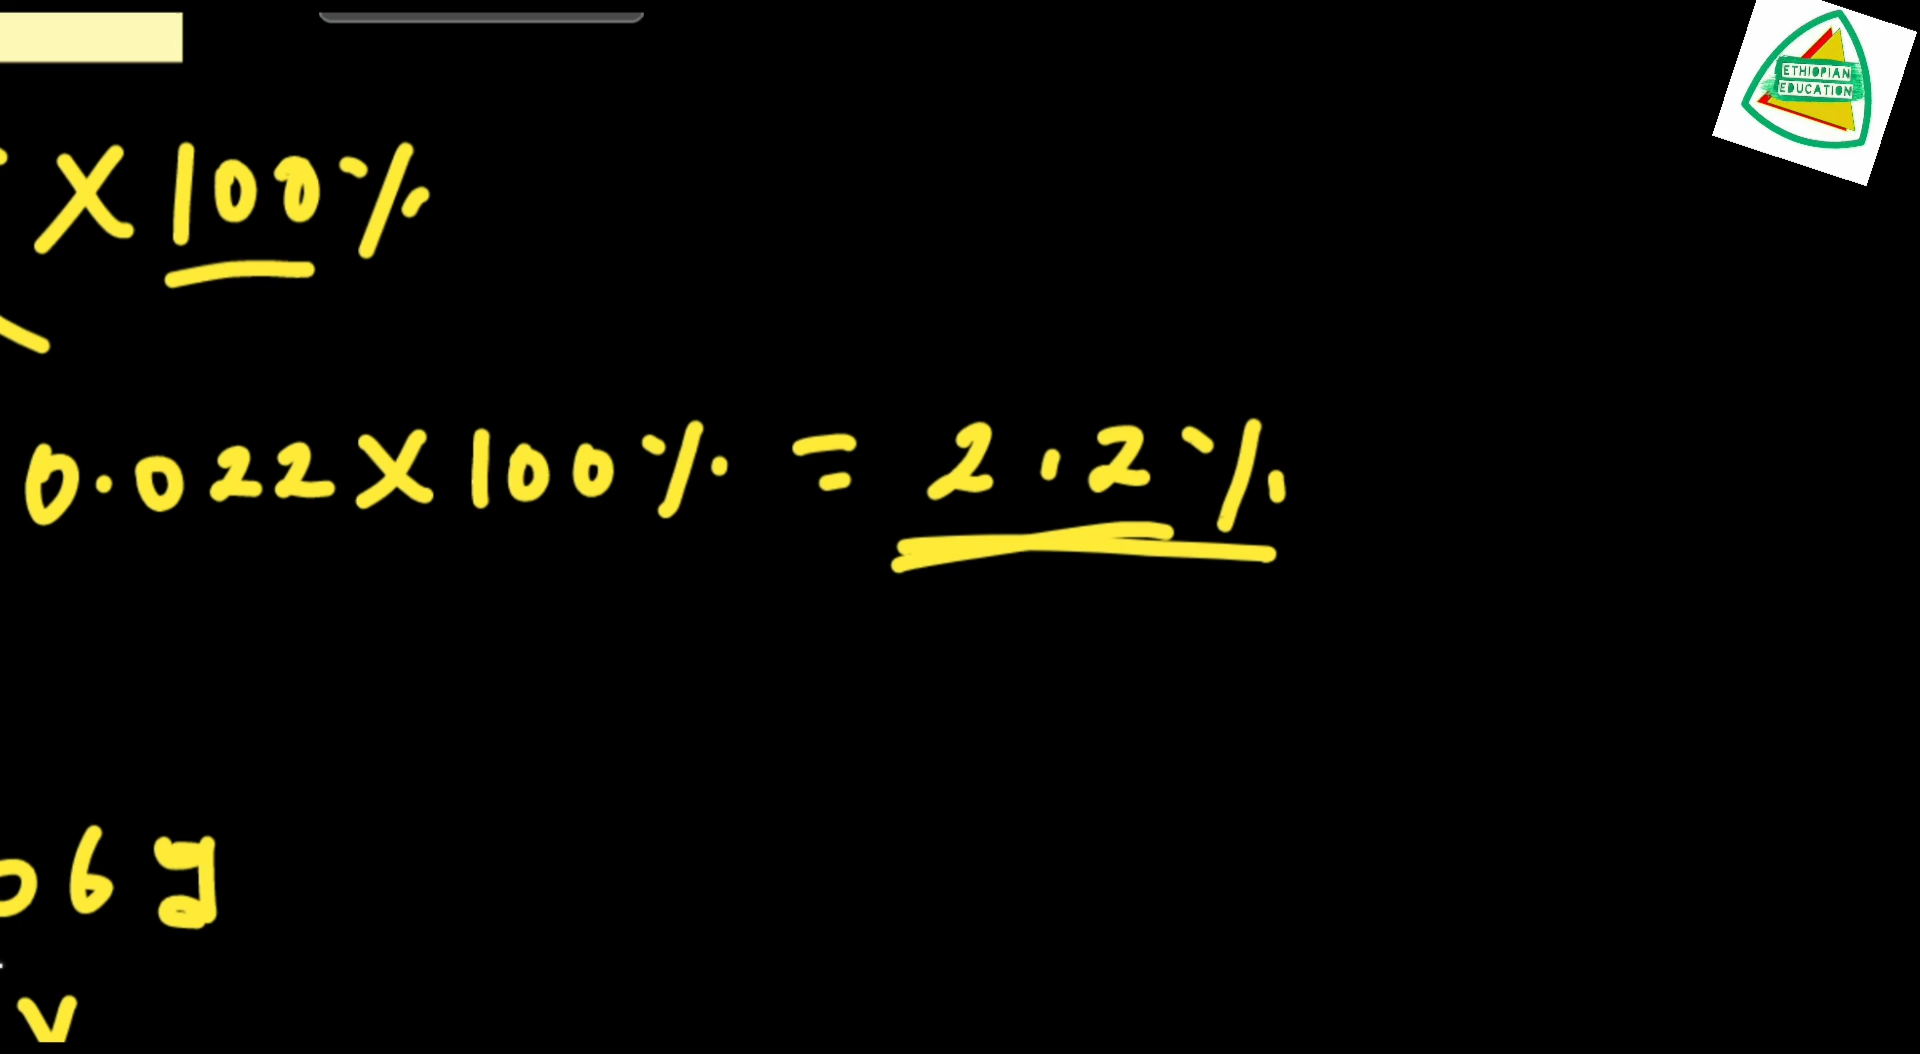 ETHIOPIAN
EDUCATION
X 100%
0.022 X 100% = 2.2%
06g
v